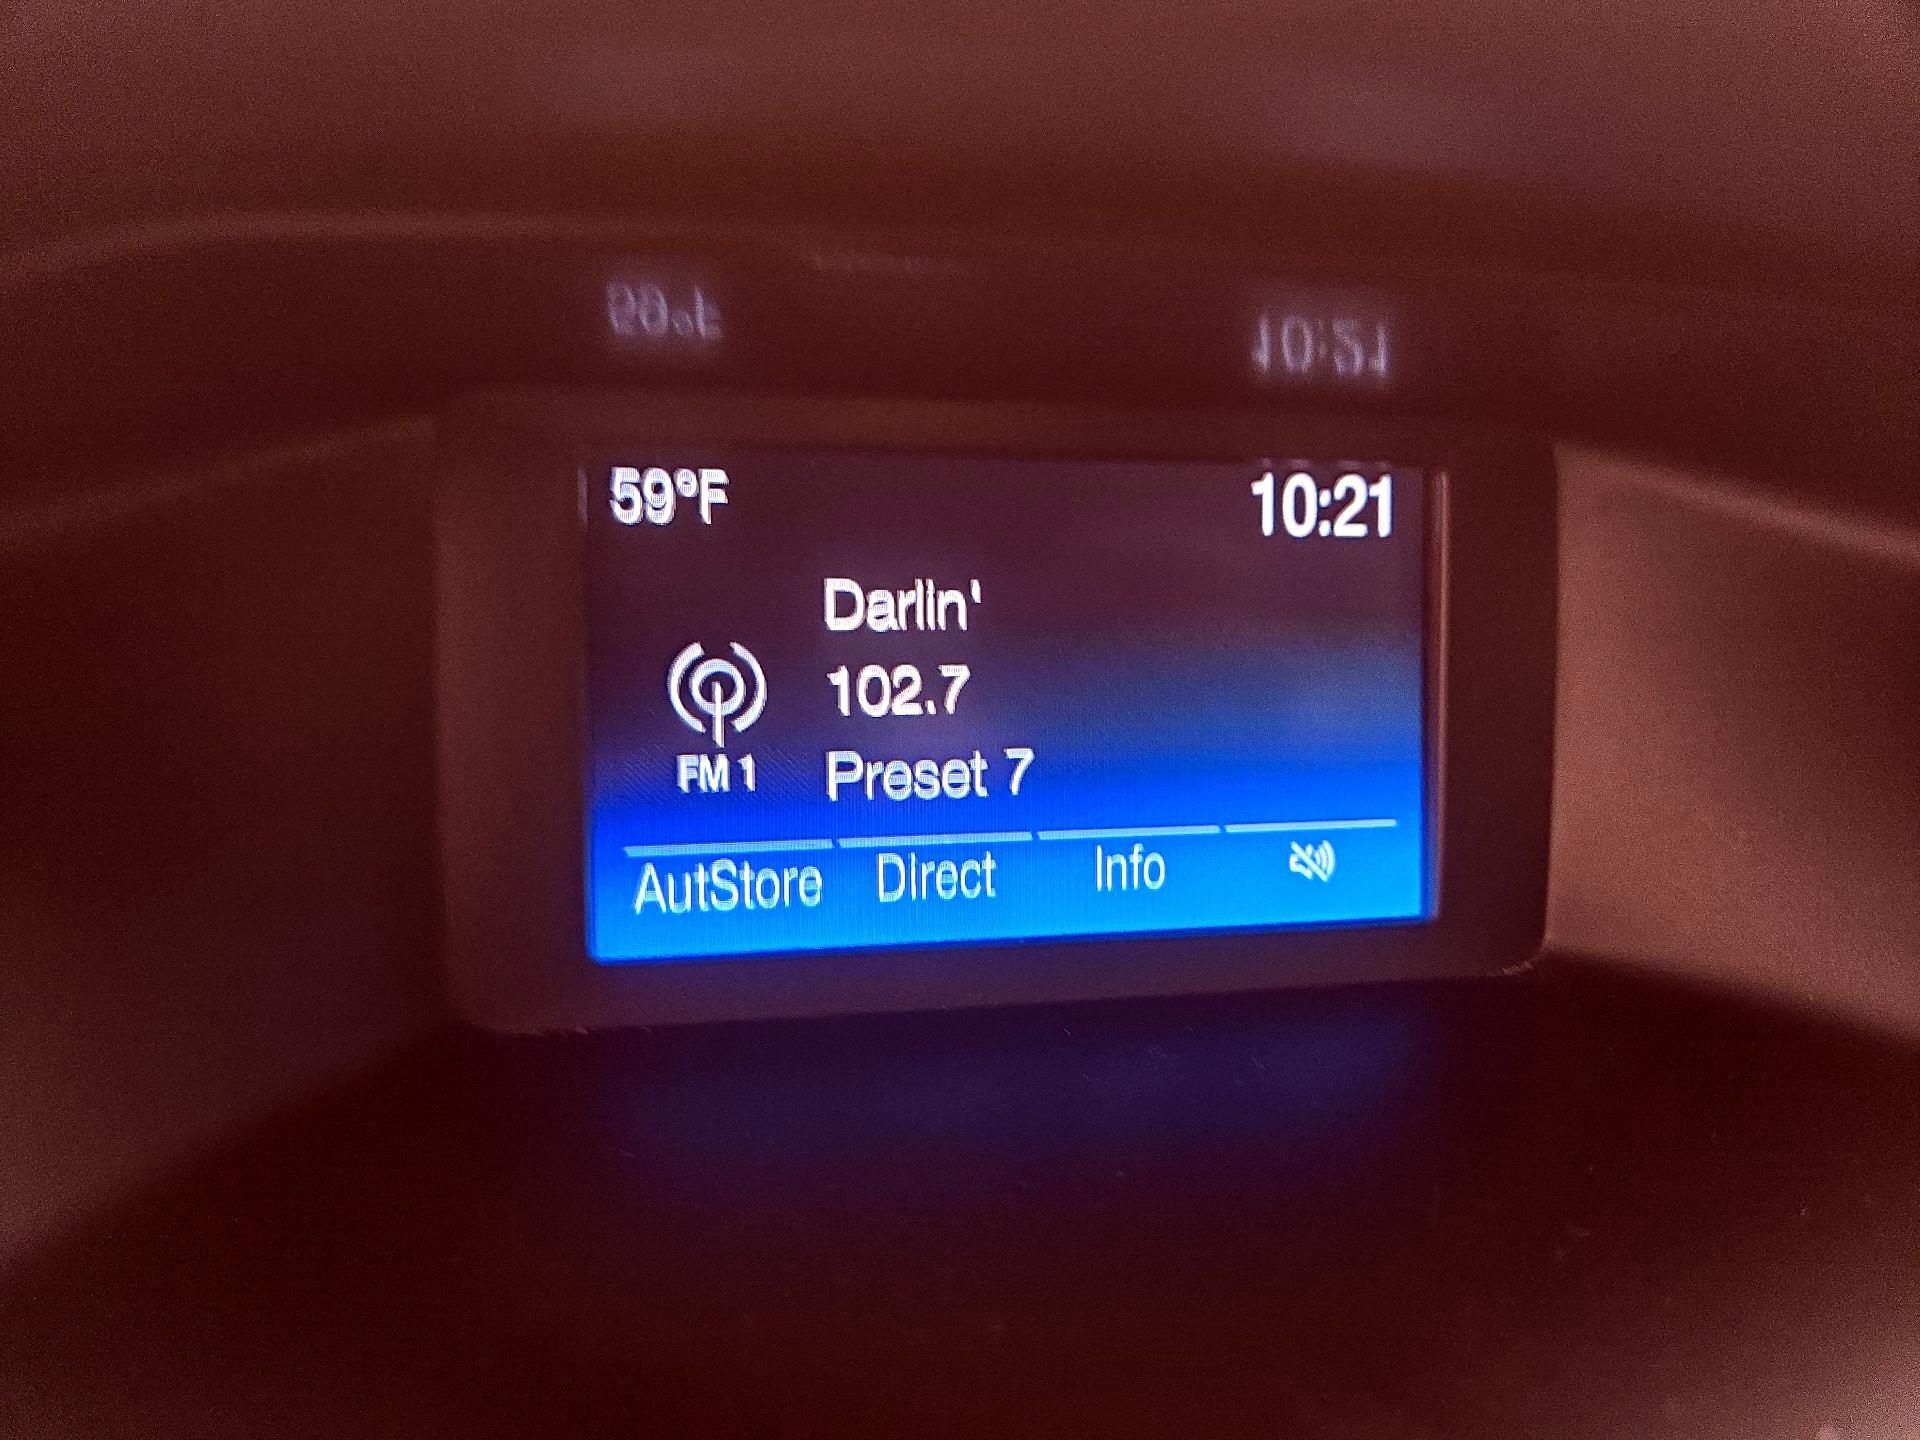 59°F 10:21
Darlin'
102.7
FM 1 Preset 7
AutStore Direct Info